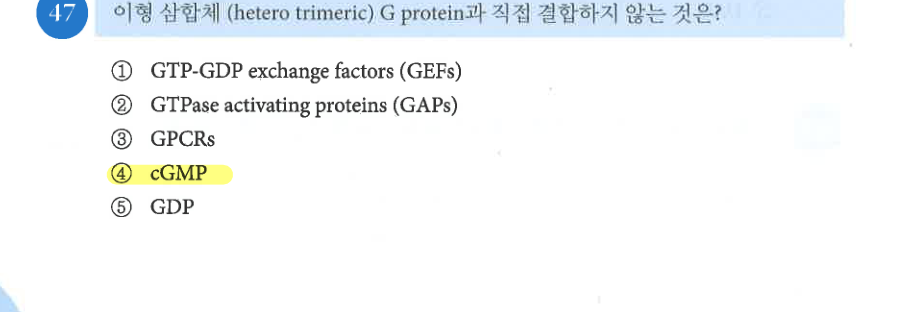 47 이형 삼합체 (hetero trimeric) G protein과 직접 결합하지 않는 것은?
① GTP-GDP exchange factors (GEFs)
② GTPase activating proteins (GAPs)
③ GPCRs
④ cGMP
⑤ GDP